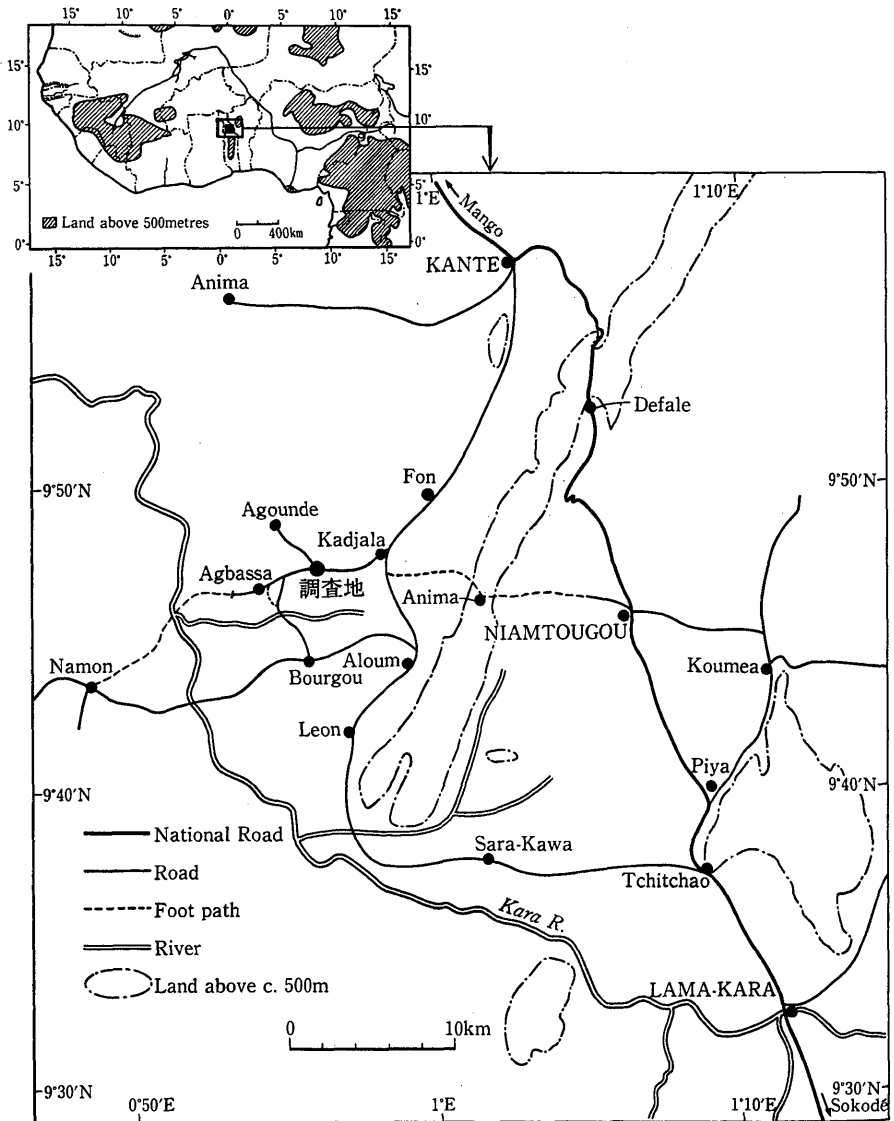 15° 10° 5° 0° 5° 10° 15°
15° 15°
10° 10°
5° 5°
0° 0°
Land above 500metres
0 400km
15° 10° 5° 0° 5° 10° 15°
1°E 1°10′E
Mango
KANTE
Anima
Defale
Fon
9°50′N 9°50′N
Agounde
Kadjala
Agbassa
調査地
Anima
NIAMTOUGOU
Namon
Bourgou
Aloum
Koumea
Leon
Piya
9°40′N 9°40′N
National Road
Sara-Kawa
Road
Tchitchao
Foot path
Kara R.
River
Land above c. 500m
LAMA-KARA
0 10km
9°30′N 9°30′N
0°50′E 1°E 1°10′E
Sokodé